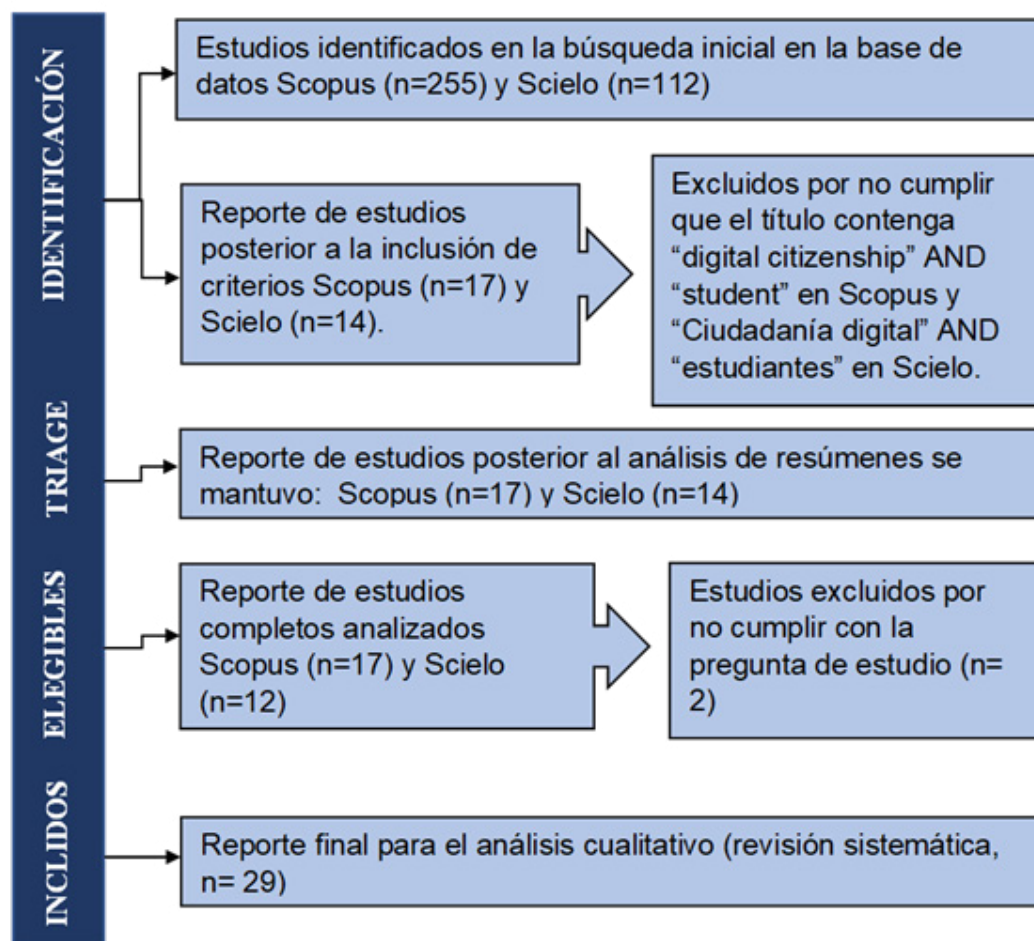 IDENTIFICACIÓN
Estudios identificados en la búsqueda inicial en la base de
datos Scopus (n=255) y Scielo (n=112)
Reporte de estudios
posterior a la inclusión de
criterios Scopus (n=17) y
Scielo (n=14).
Excluidos por no cumplir
que el título contenga
“digital citizenship” AND
“student” en Scopus y
“Ciudadanía digital” AND
“estudiantes” en Scielo.
TRIAGE
Reporte de estudios posterior al análisis de resúmenes se
mantuvo: Scopus (n=17) y Scielo (n=14)
ELEGIBLES
Reporte de estudios
completos analizados
Scopus (n=17) y Scielo
(n=12)
Estudios excluidos por
no cumplir con la
pregunta de estudio (n=
2)
INCLIDOS
Reporte final para el análisis cualitativo (revisión sistemática,
n= 29)